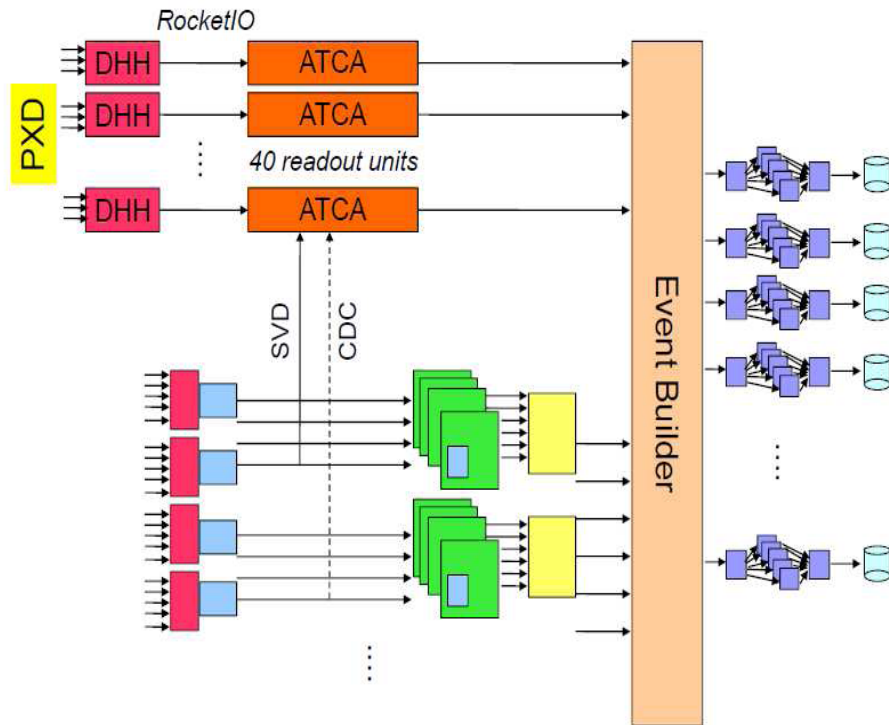 RocketIO
DHH
ATCA
PXD
DHH
ATCA
40 readout units
DHH
ATCA
SVD
CDC
Event Builder